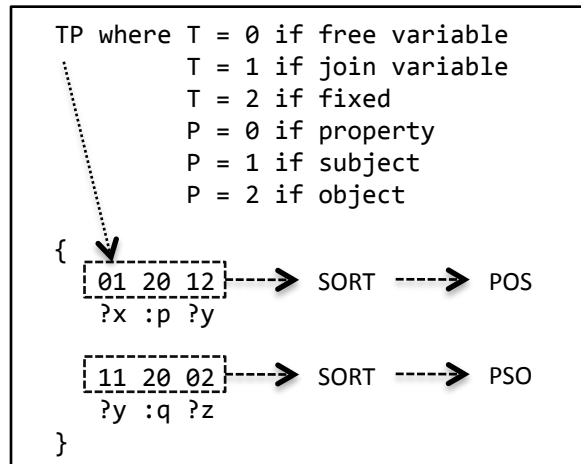 TP where T = 0 if free variable
T = 1 if join variable
T = 2 if fixed
P = 0 if property
P = 1 if subject
P = 2 if object
{
01 20 12 SORT POS
?x :p ?y
11 20 02 SORT PSO
?y :q ?z
}